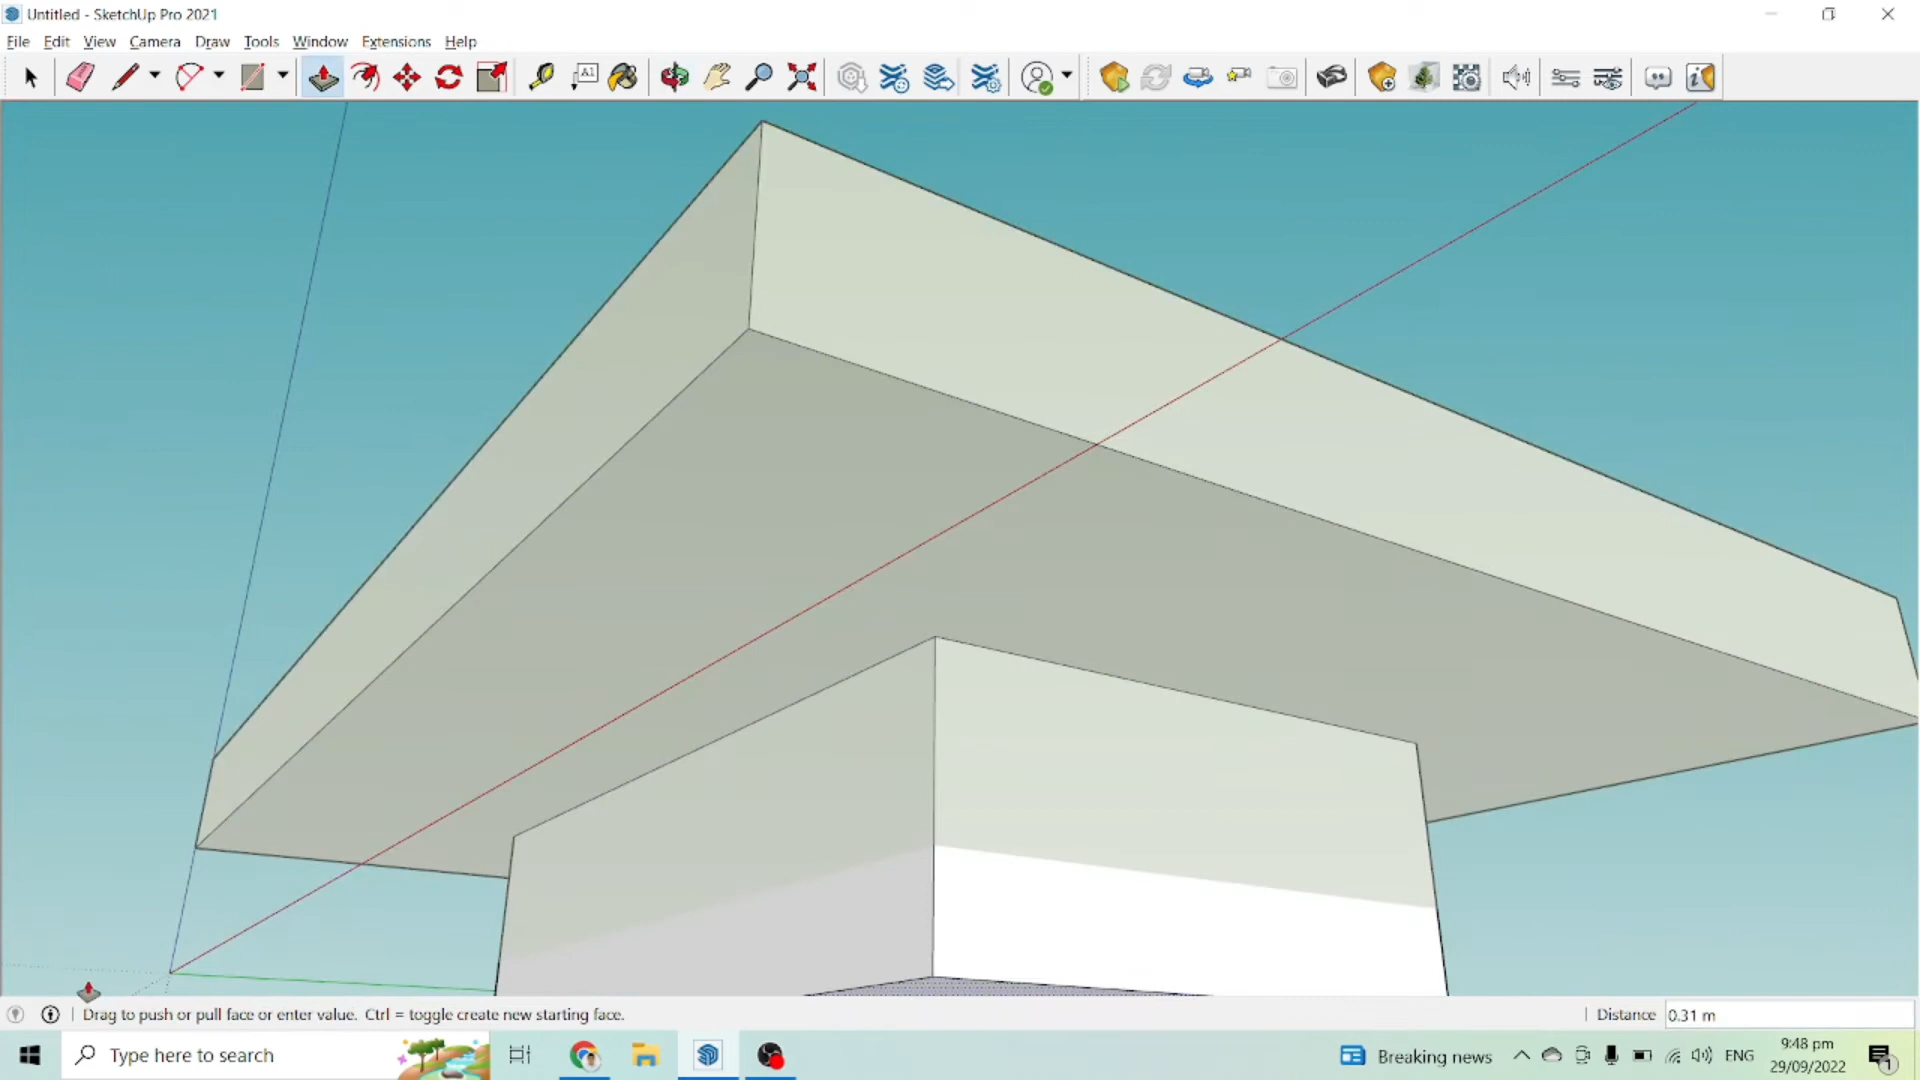 Untitled - SketchUp Pro 2021
File Edit View Camera Draw Tools Window Extensions Help
A1
Drag to push or pull face or enter value. Ctrl = toggle create new starting face.
Distance 0.31 m
Type here to search
Breaking news
ENG
9:48 pm
29/09/2022
1